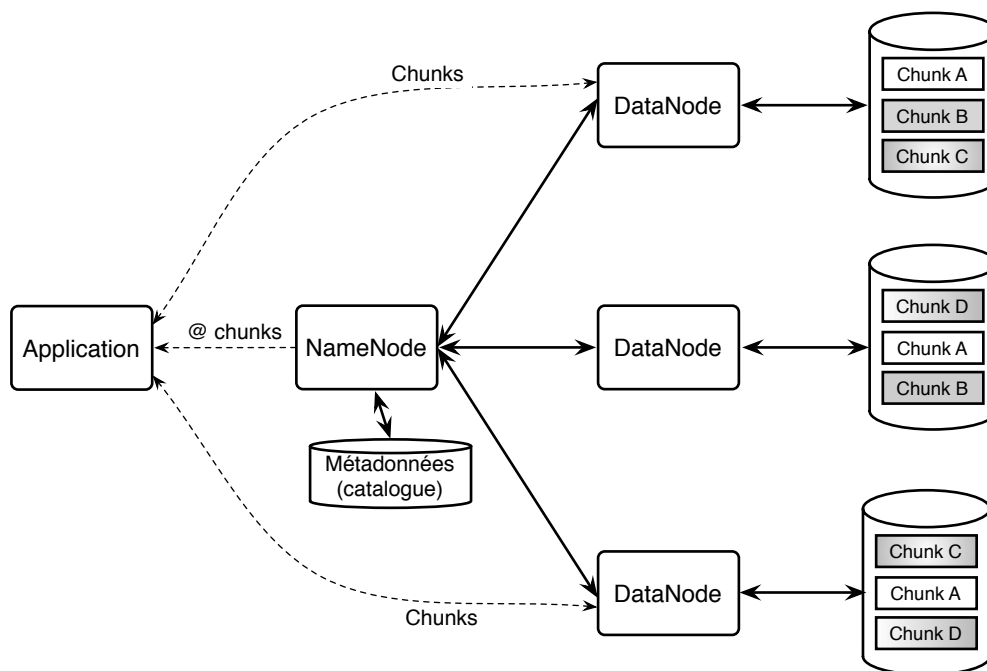 Chunks
DataNode
Chunk A
Chunk B
Chunk C
Application
@ chunks
NameNode
DataNode
Chunk D
Chunk A
Chunk B
Métadonnées
(catalogue)
Chunks
DataNode
Chunk C
Chunk A
Chunk D